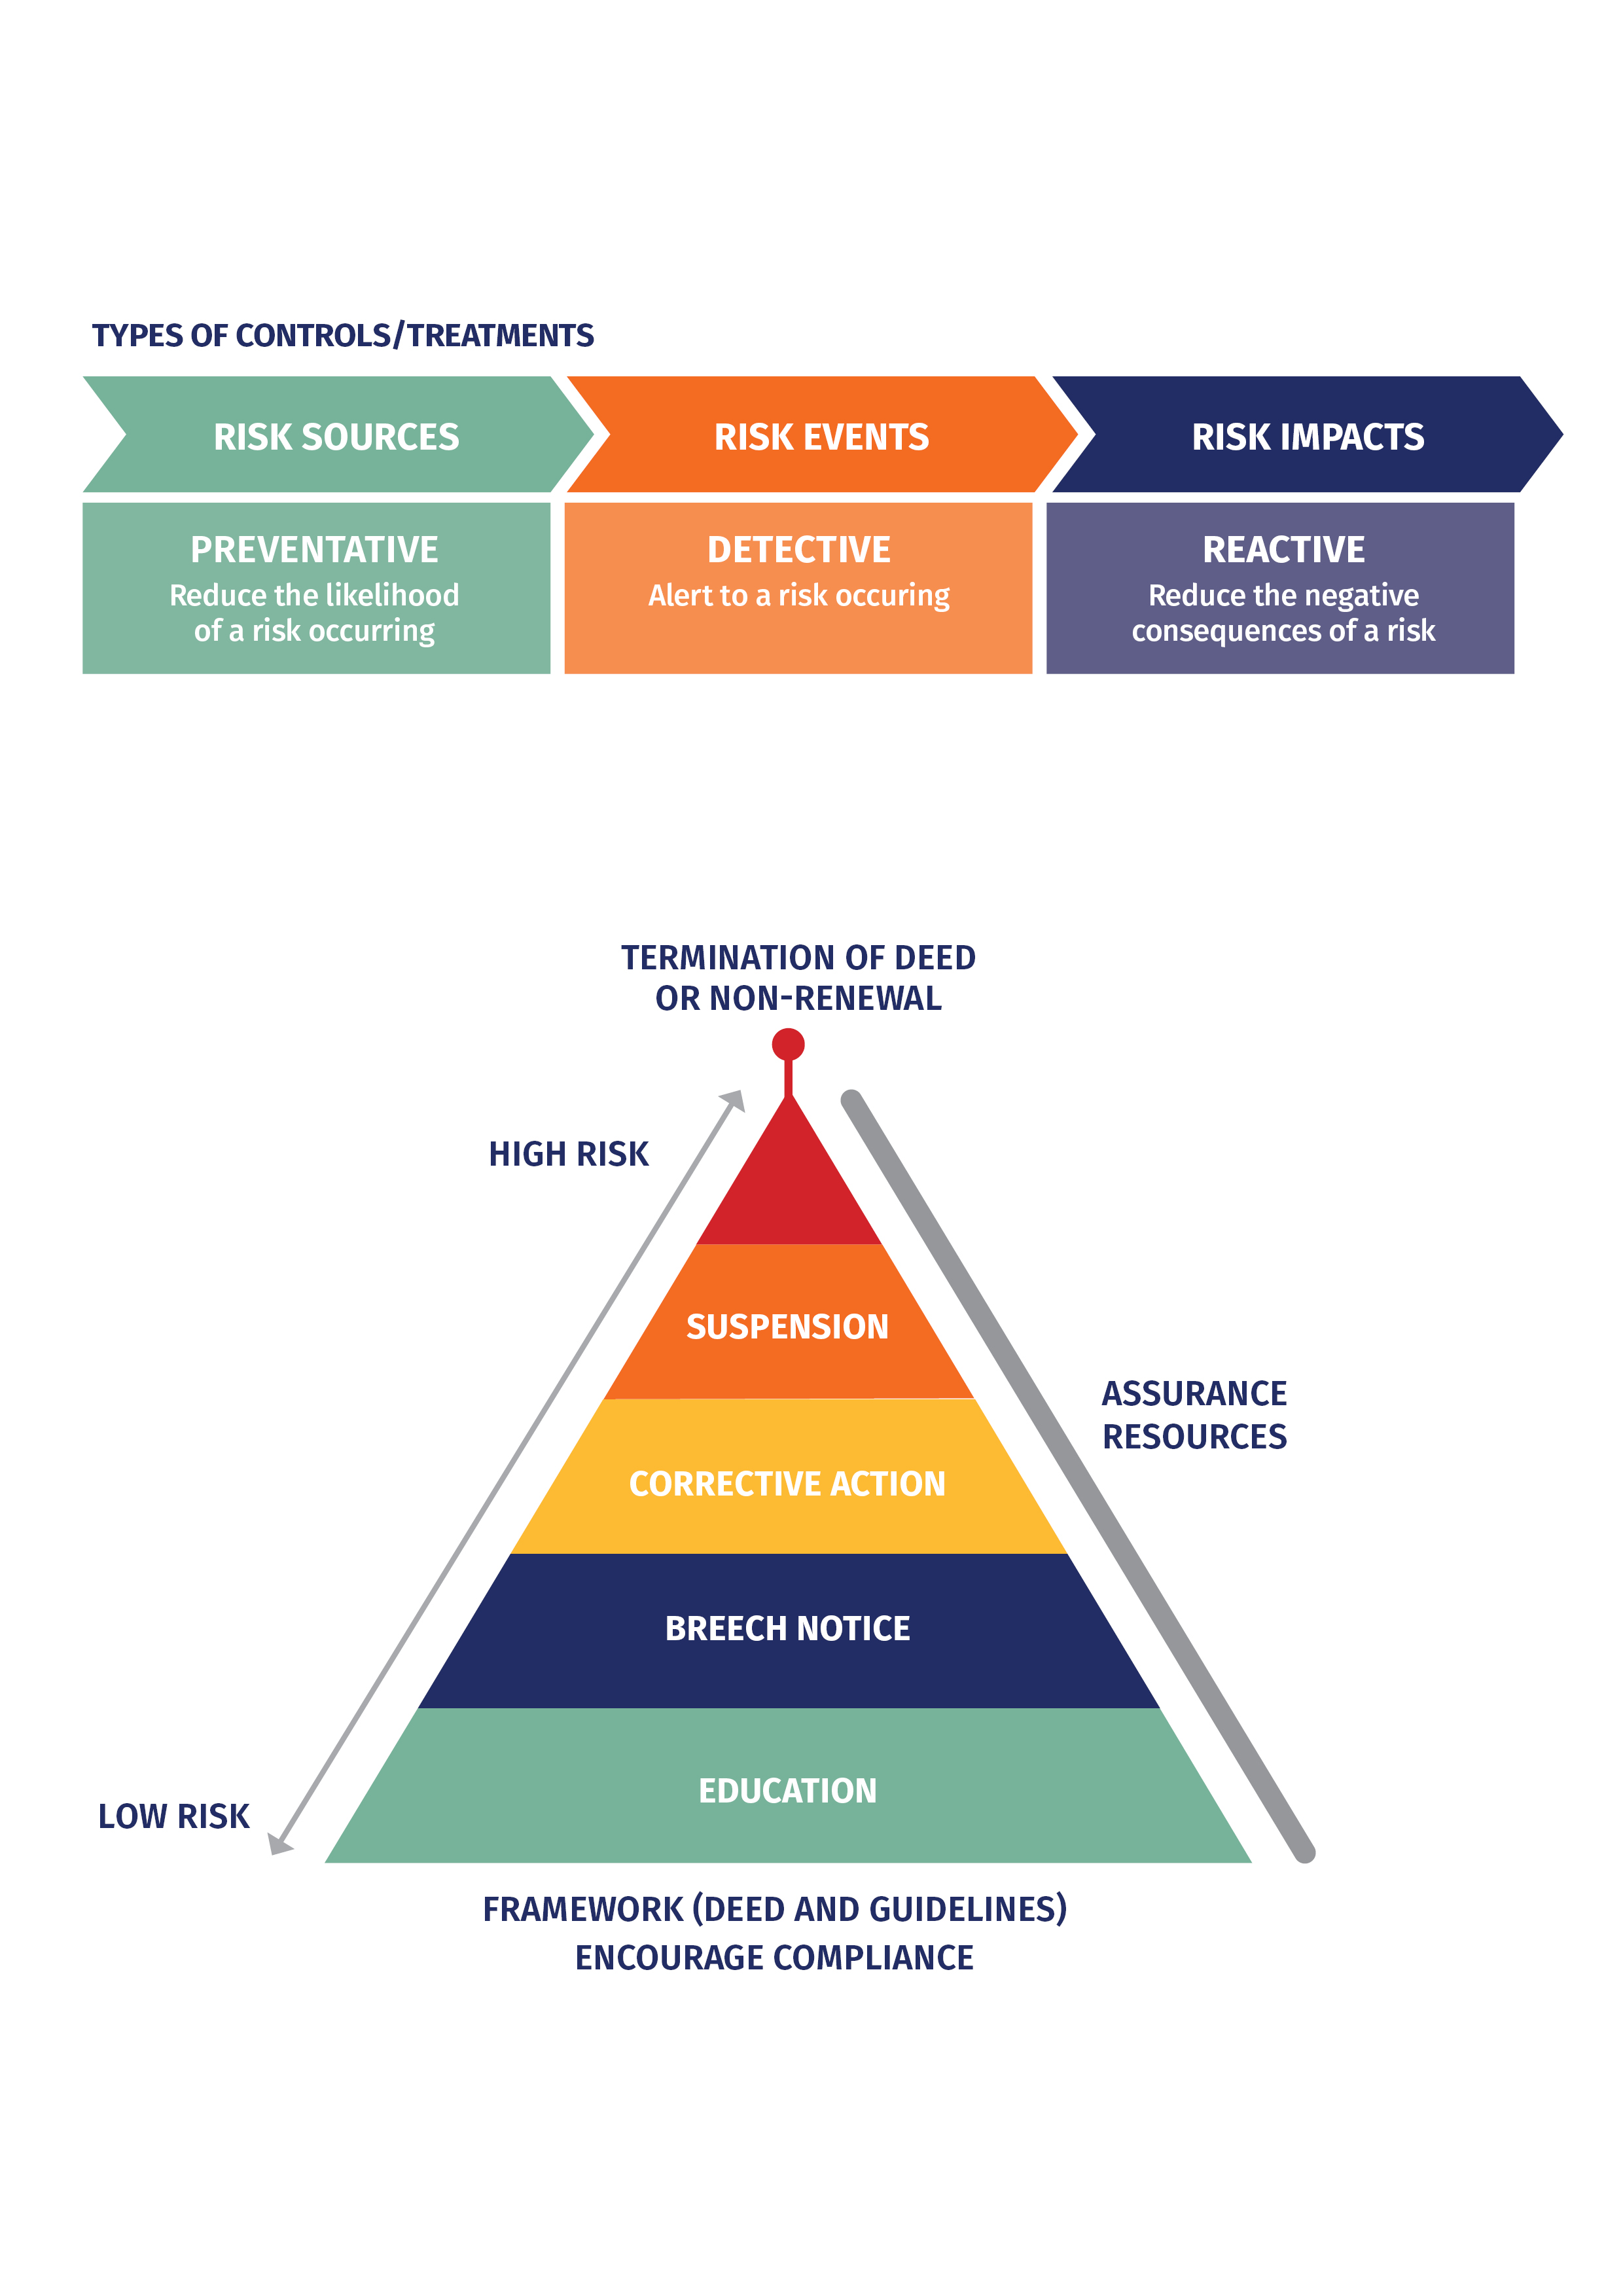 TYPES OF CONTROLS/TREATMENTS
RISK SOURCES
RISK EVENTS
RISK IMPACTS
PREVENTATIVE
Reduce the likelihood
of a risk occurring
DETECTIVE
Alert to a risk occuring
REACTIVE
Reduce the negative
consequences of a risk
TERMINATION OF DEED
OR NON-RENEWAL
HIGH RISK
SUSPENSION
ASSURANCE
RESOURCES
CORRECTIVE ACTION
BREECH NOTICE
EDUCATION
LOW RISK
FRAMEWORK (DEED AND GUIDELINES)
ENCOURAGE COMPLIANCE